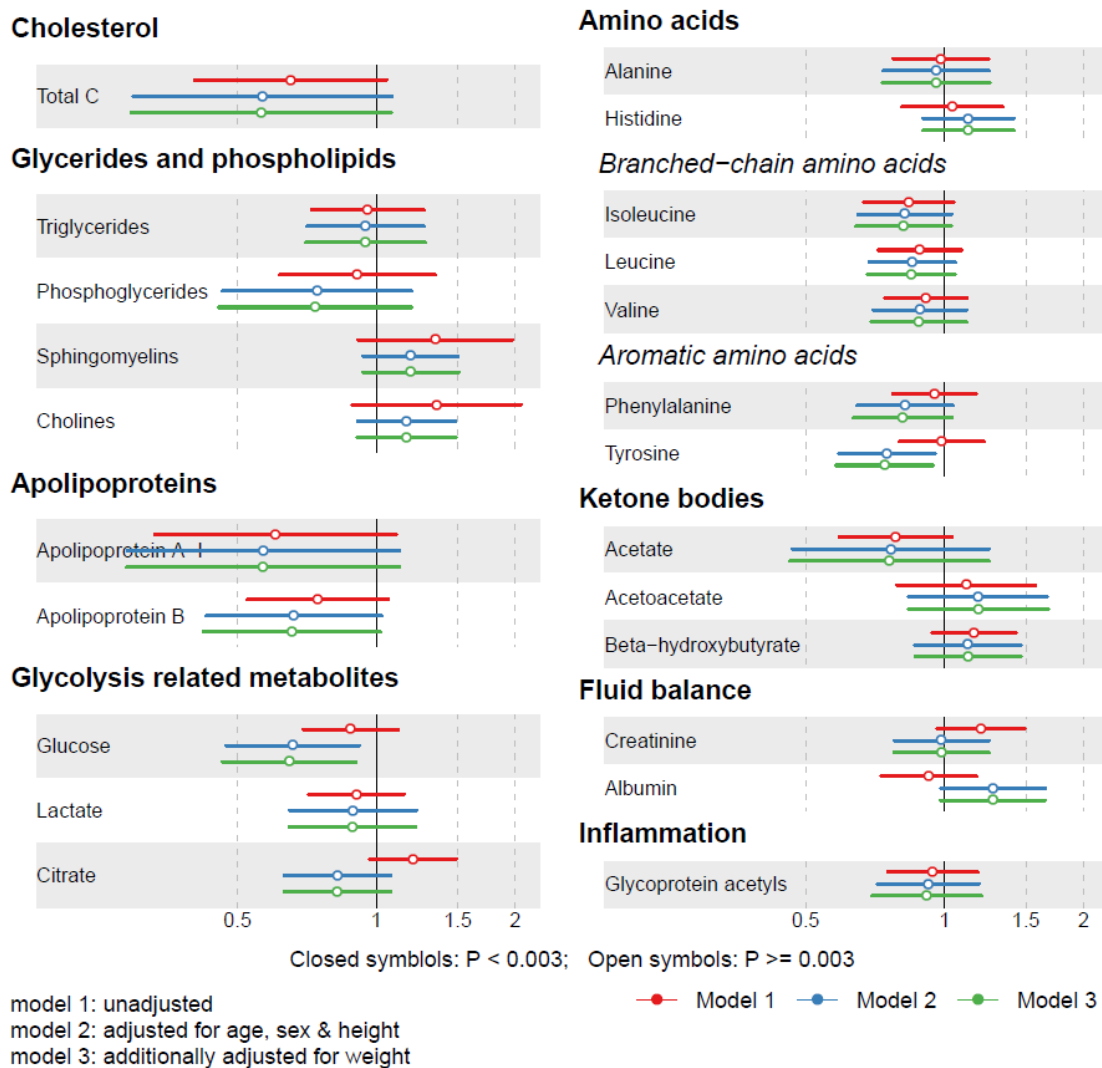 Cholesterol
Total C
Glycerides and phospholipids
Triglycerides
Phosphoglycerides
Sphingomyelins
Cholines
Apolipoproteins
Apolipoprotein A-I
Apolipoprotein B
Glycolysis related metabolites
Glucose
Lactate
Citrate
0.5 1 1.5 2
Amino acids
Alanine
Histidine
Branched−chain amino acids
Isoleucine
Leucine
Valine
Aromatic amino acids
Phenylalanine
Tyrosine
Ketone bodies
Acetate
Acetoacetate
Beta−hydroxybutyrate
Fluid balance
Creatinine
Albumin
Inflammation
Glycoprotein acetyls
0.5 1 1.5 2
Closed symblols: P < 0.003; Open symbols: P >= 0.003
Model 1 Model 2 Model 3
model 1: unadjusted
model 2: adjusted for age, sex & height
model 3: additionally adjusted for weight